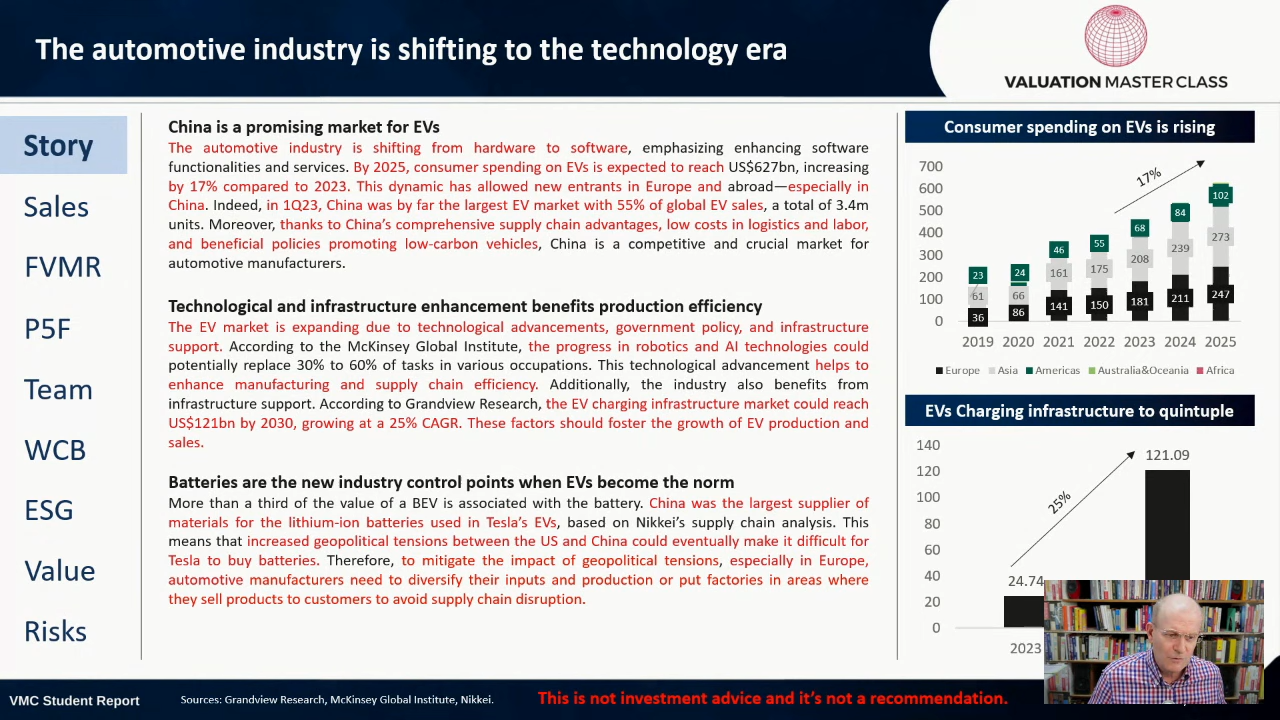 The automotive industry is shifting to the technology era
VALUATION MASTER CLASS
Story
Sales
FVMR
P5F
Team
WCB
ESG
Value
Risks
China is a promising market for EVs
The automotive industry is shifting from hardware to software, emphasizing enhancing software
functionalities and services. By 2025, consumer spending on EVs is expected to reach US$627bn, increasing
by 17% compared to 2023. This dynamic has allowed new entrants in Europe and abroad—especially in
China. Indeed, in 1Q23, China was by far the largest EV market with 55% of global EV sales, a total of 3.4m
units. Moreover, thanks to China's comprehensive supply chain advantages, low costs in logistics and labor,
and beneficial policies promoting low-carbon vehicles, China is a competitive and crucial market for
automotive manufacturers.
Technological and infrastructure enhancement benefits production efficiency
The EV market is expanding due to technological advancements, government policy, and infrastructure
support. According to the McKinsey Global Institute, the progress in robotics and AI technologies could
potentially replace 30% to 60% of tasks in various occupations. This technological advancement helps to
enhance manufacturing and supply chain efficiency. Additionally, the industry also benefits from
infrastructure support. According to Grandview Research, the EV charging infrastructure market could reach
US$121bn by 2030, growing at a 25% CAGR. These factors should foster the growth of EV production and
sales.
Batteries are the new industry control points when EVs become the norm
More than a third of the value of a BEV is associated with the battery. China was the largest supplier of
materials for the lithium-ion batteries used in Tesla's EVs, based on Nikkei's supply chain analysis. This
means that increased geopolitical tensions between the US and China could eventually make it difficult for
Tesla to buy batteries. Therefore, to mitigate the impact of geopolitical tensions, especially in Europe,
automotive manufacturers need to diversify their inputs and production or put factories in areas where
they sell products to customers to avoid supply chain disruption.
Consumer spending on EVs is rising
700
600
500
400
300
200
100
0
17%
23 24 46 55 68 84 102
61 66 161 175 208 239 273
36 86 141 150 181 211 247
2019 2020 2021 2022 2023 2024 2025
Europe Asia Americas Australia&Oceania Africa
EVs Charging infrastructure to quintuple
140
120
100
80
60
40
20
0
25%
121.09
24.74
2023
VMC Student Report
Sources: Grandview Research, McKinsey Global Institute, Nikkei.
This is not investment advice and it's not a recommendation.